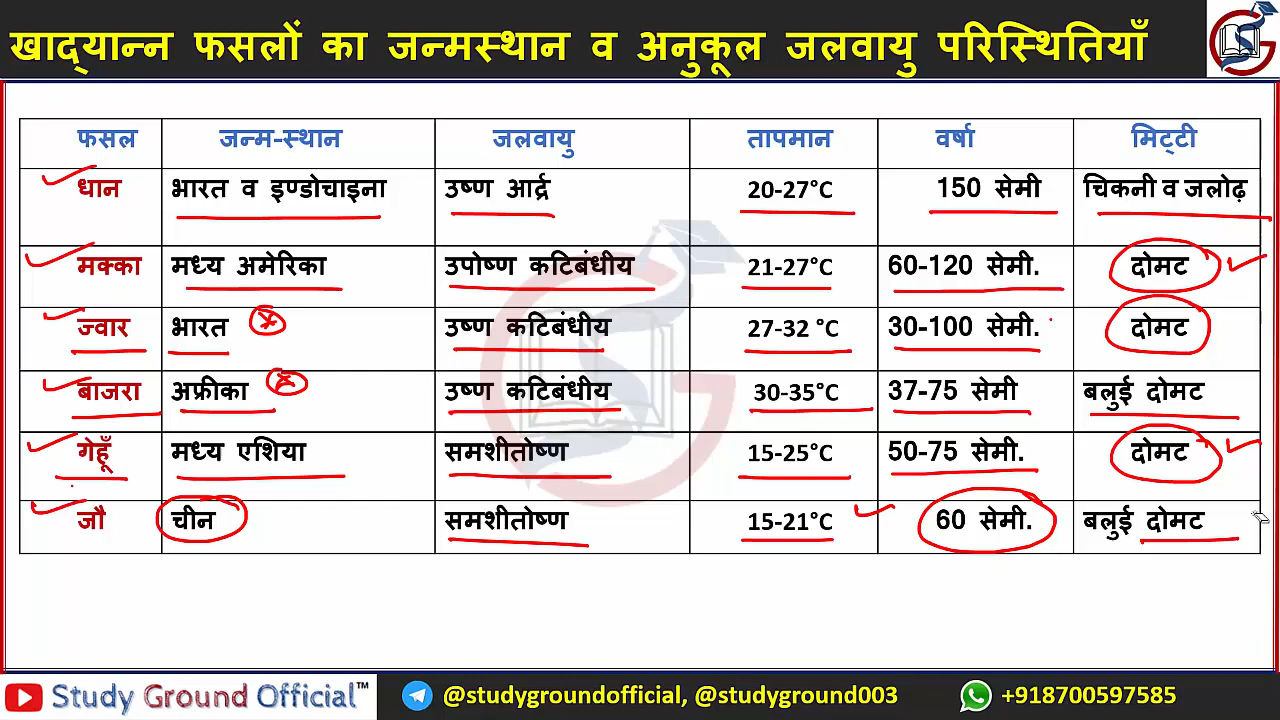 खाद्यान्न फसलों का जन्मस्थान व अनुकूल जलवायु परिस्थितियाँ
फसल जन्म-स्थान जलवायु तापमान वर्षा मिट्टी
धान भारत व इण्डोचाइना उष्ण आर्द्र 20-27°C 150 सेमी चिकनी व जलोढ़
मक्का मध्य अमेरिका उपोष्ण कटिबंधीय 21-27°C 60-120 सेमी. दोमट
ज्वार भारत उष्ण कटिबंधीय 27-32 °C 30-100 सेमी. दोमट
बाजरा अफ्रीका उष्ण कटिबंधीय 30-35°C 37-75 सेमी बलुई दोमट
गेहूँ मध्य एशिया समशीतोष्ण 15-25°C 50-75 सेमी. दोमट
जौ चीन समशीतोष्ण 15-21°C 60 सेमी. बलुई दोमट
Study Ground Official™ @studygroundofficial, @studyground003 +918700597585